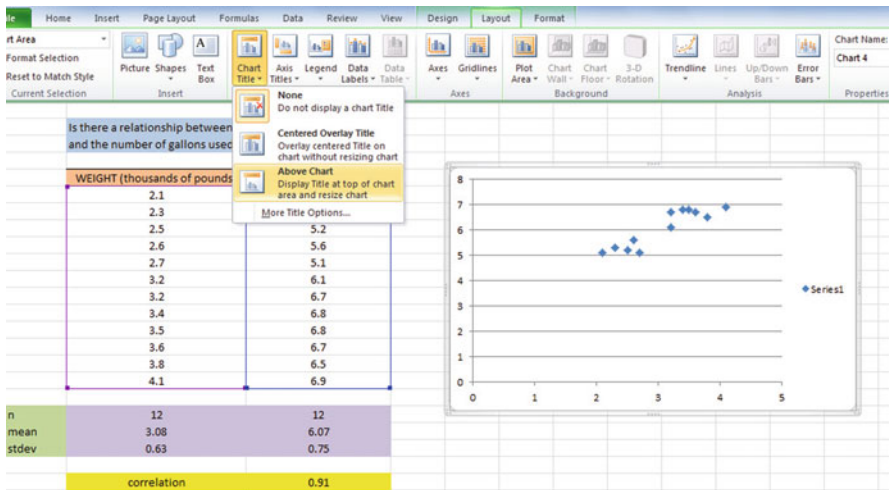 Home Insert Page Layout Formulas Data Review View Design Layout Format
rt Area
Format Selection
Reset to Match Style
Current Selection
Picture Shapes Text Box
Insert
Chart Title Axis Titles Legend Data Labels Data Table
Axes Gridlines
Axes
Plot Area Chart Wall Chart Floor 3-D Rotation
Background
Trendline Lines Up/Down Bars Error Bars
Analysis
Chart Name:
Chart 4
Properties
None
Do not display a chart Title
Centered Overlay Title
Overlay centered Title on
chart without resizing chart
Above Chart
Display Title at top of chart
area and resize chart
More Title Options...
Is there a relationship between
and the number of gallons used
WEIGHT (thousands of pounds
2.1
2.3
2.5 5.2
2.6 5.6
2.7 5.1
3.2 6.1
3.2 6.7
3.4 6.8
3.5 6.8
3.6 6.7
3.8 6.5
4.1 6.9
n 12 12
mean 3.08 6.07
stdev 0.63 0.75
correlation 0.91
8
7
6
5
4
3
2
1
0
0 1 2 3 4 5
Series1